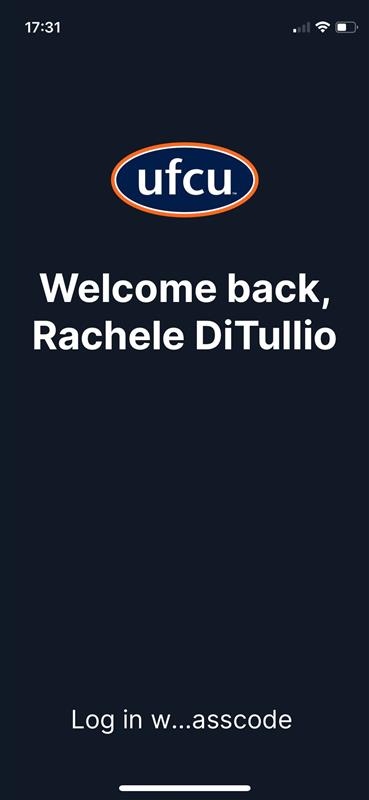 17:31
ufcu
Welcome back,
Rachele DiTullio
Log in w...asscode